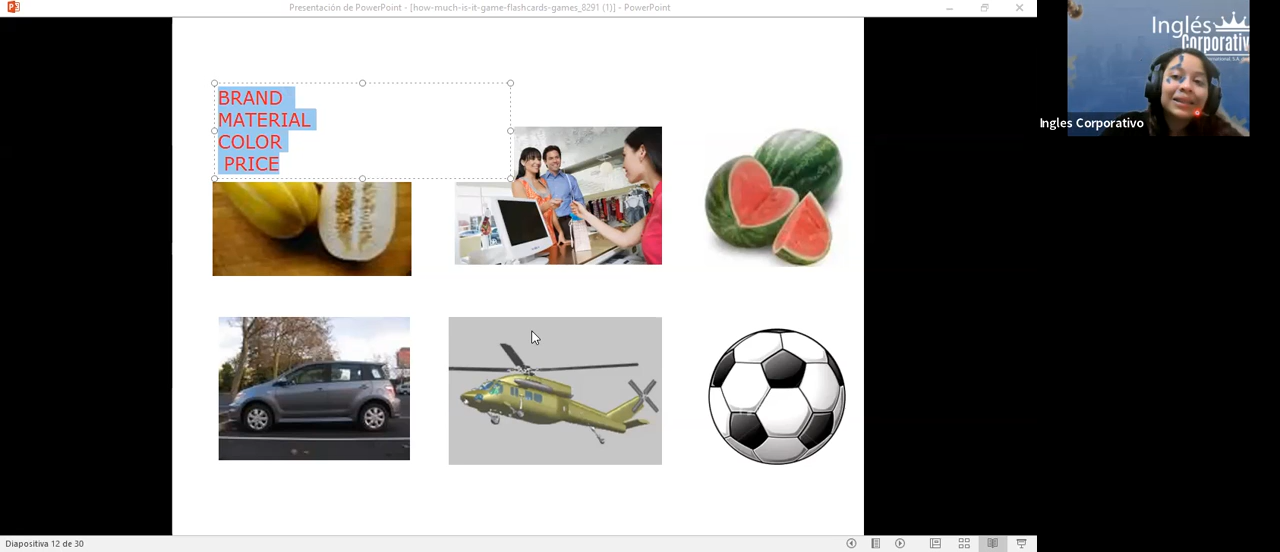 Presentación de PowerPoint - [how-much-is-it-game-flashcards-games_8291 (1)] - PowerPoint
BRAND
MATERIAL
COLOR
PRICE
Inglés
Corporativ
Ingles Corporativo
Diapositiva 12 de 30